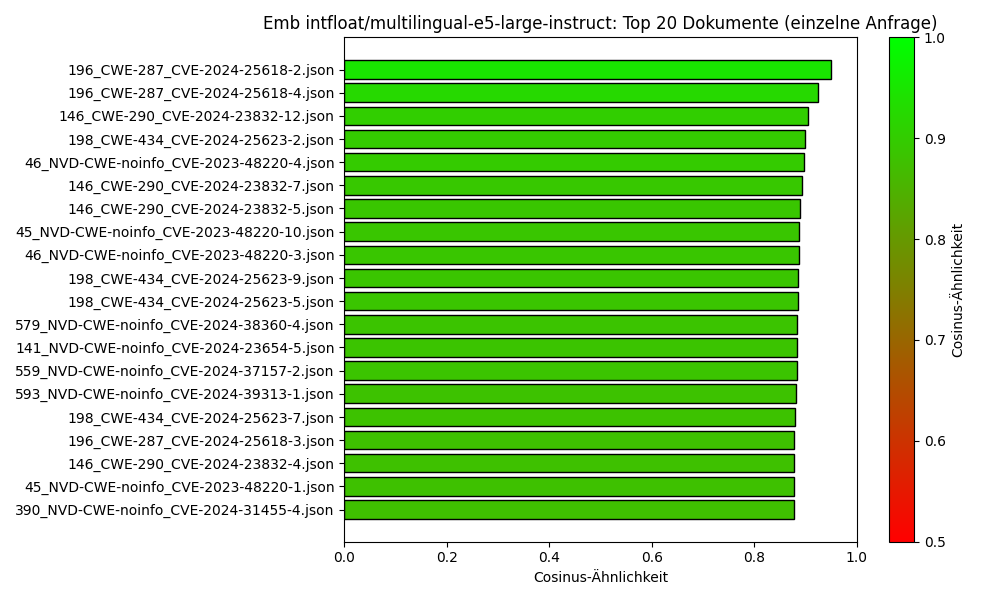 Emb intfloat/multilingual-e5-large-instruct: Top 20 Dokumente (einzelne Anfrage)
196_CWE-287_CVE-2024-25618-2.json
196_CWE-287_CVE-2024-25618-4.json
146_CWE-290_CVE-2024-23832-12.json
198_CWE-434_CVE-2024-25623-2.json
46_NVD-CWE-noinfo_CVE-2023-48220-4.json
146_CWE-290_CVE-2024-23832-7.json
146_CWE-290_CVE-2024-23832-5.json
45_NVD-CWE-noinfo_CVE-2023-48220-10.json
46_NVD-CWE-noinfo_CVE-2023-48220-3.json
198_CWE-434_CVE-2024-25623-9.json
198_CWE-434_CVE-2024-25623-5.json
579_NVD-CWE-noinfo_CVE-2024-38360-4.json
141_NVD-CWE-noinfo_CVE-2024-23654-5.json
559_NVD-CWE-noinfo_CVE-2024-37157-2.json
593_NVD-CWE-noinfo_CVE-2024-39313-1.json
198_CWE-434_CVE-2024-25623-7.json
196_CWE-287_CVE-2024-25618-3.json
146_CWE-290_CVE-2024-23832-4.json
45_NVD-CWE-noinfo_CVE-2023-48220-1.json
390_NVD-CWE-noinfo_CVE-2024-31455-4.json
0.0 0.2 0.4 0.6 0.8 1.0
Cosinus-Ähnlichkeit
1.0
0.9
0.8
0.7
0.6
0.5
Cosinus-Ähnlichkeit